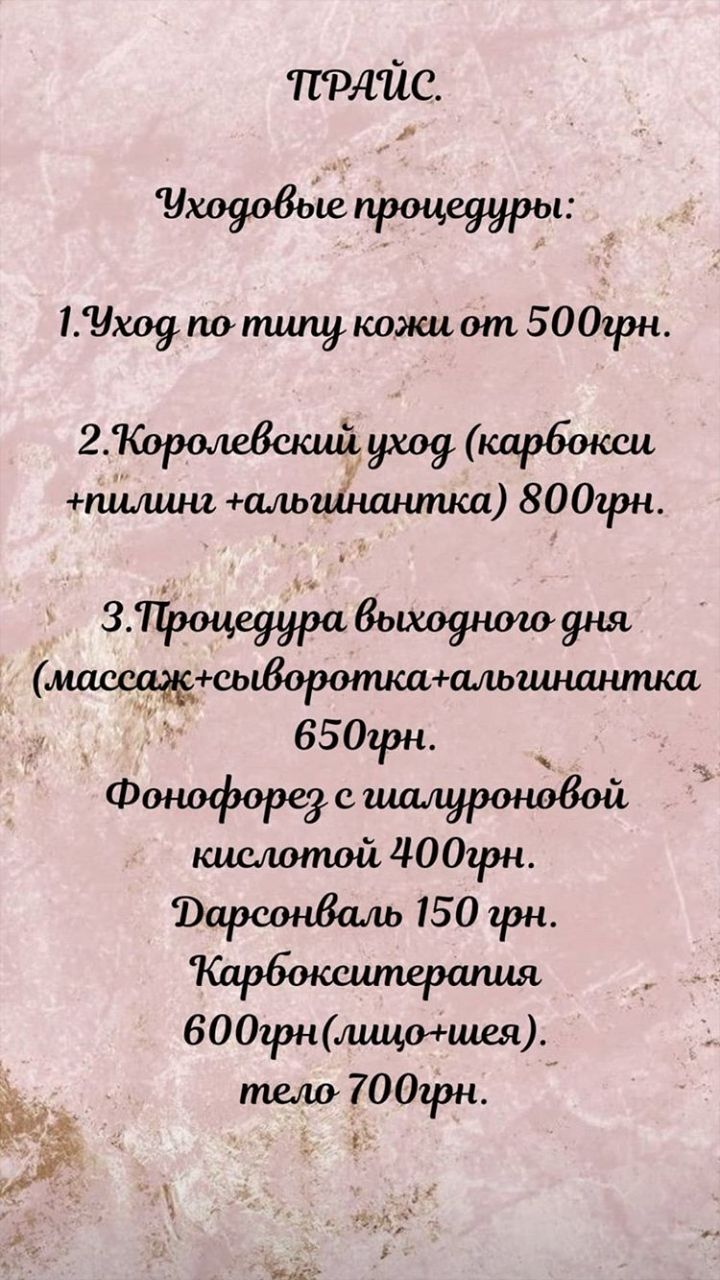 ПРАЙС.
Уходовые процедуры:
1.Уход по типу кожи от 500грн.
2.Королевский уход (карбокси
+пилинг +альгинантка) 800грн.
3.Процедура выходного дня
(массаж+сыворотка+альгинантка
650грн.
Фонофорез с гиалуроновой
кислотой 400грн.
Дарсонваль 150 грн.
Карбокситерапия
600грн(лицо+шея).
тело 700грн.